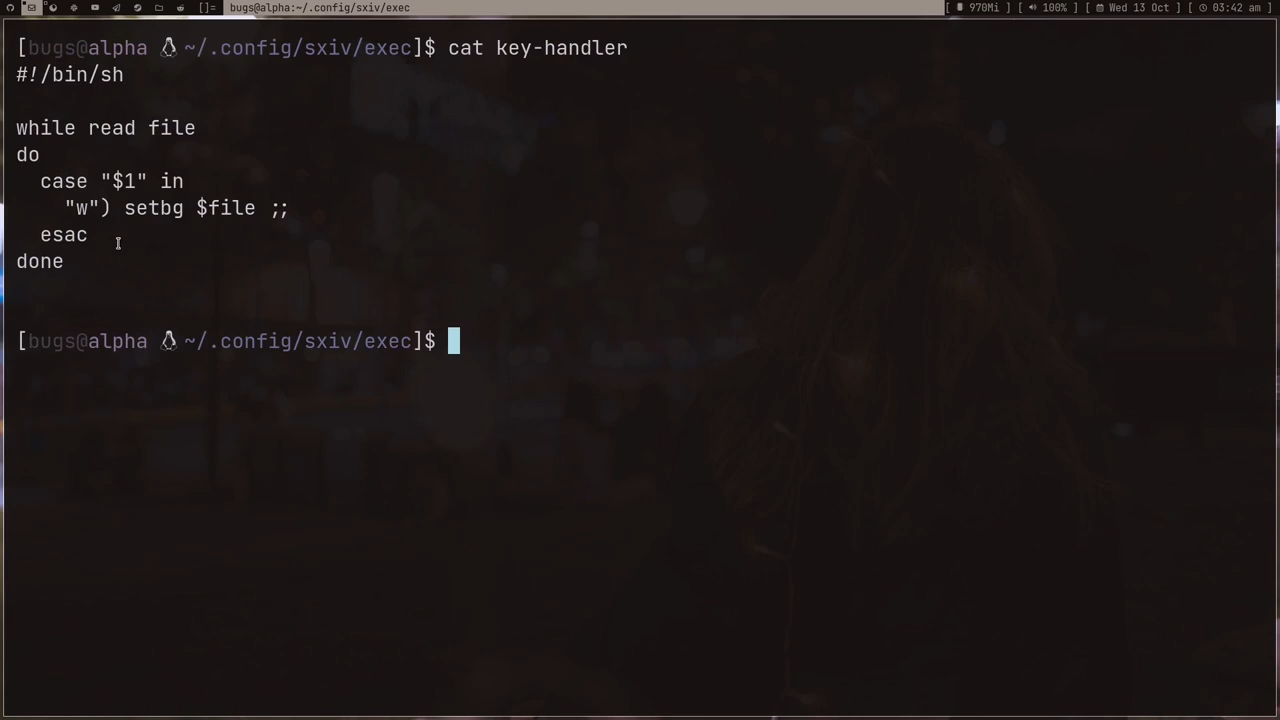 []= bugs@alpha:~/.config/sxiv/exec [ 970Mi ] [ 100% ] [ Wed 13 Oct ] [ 03:42 am ]
[bugs@alpha ~/.config/sxiv/exec]$ cat key-handler
#!/bin/sh
while read file
do
case "$1" in
"w") setbg $file ;;
esac
done
[bugs@alpha ~/.config/sxiv/exec]$